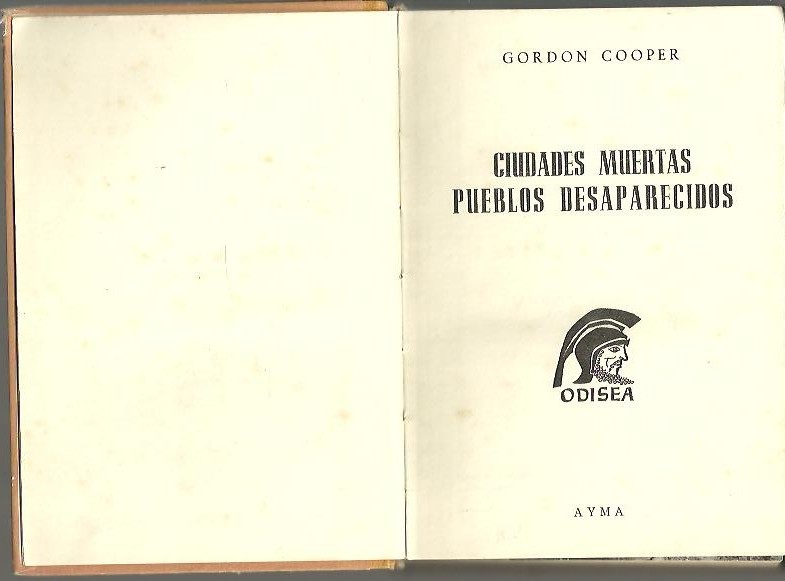 GORDON COOPER
CIUDADES MUERTAS
PUEBLOS DESAPARECIDOS
ODISEA
AYMA